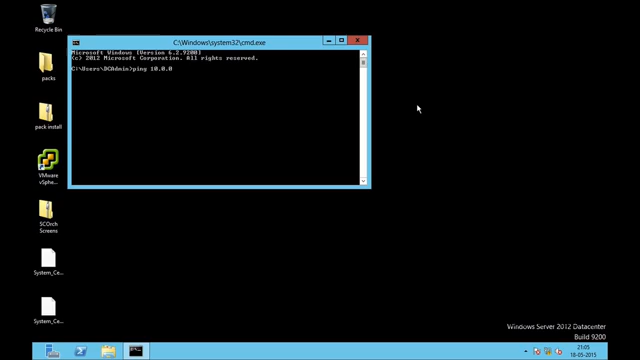 Recycle Bin
packs
pack install
VMware
vSphe...
SCOrch
Screens
System_Ca...
System_Ca...
C:\Windows\system32\cmd.exe
Microsoft Windows [Version 6.2.9200]
(c) 2012 Microsoft Corporation. All rights reserved.
C:\Users\DCAdmin>ping 10.0.0
Windows Server 2012 Datacenter
Build 9200
21:05
18-05-2015